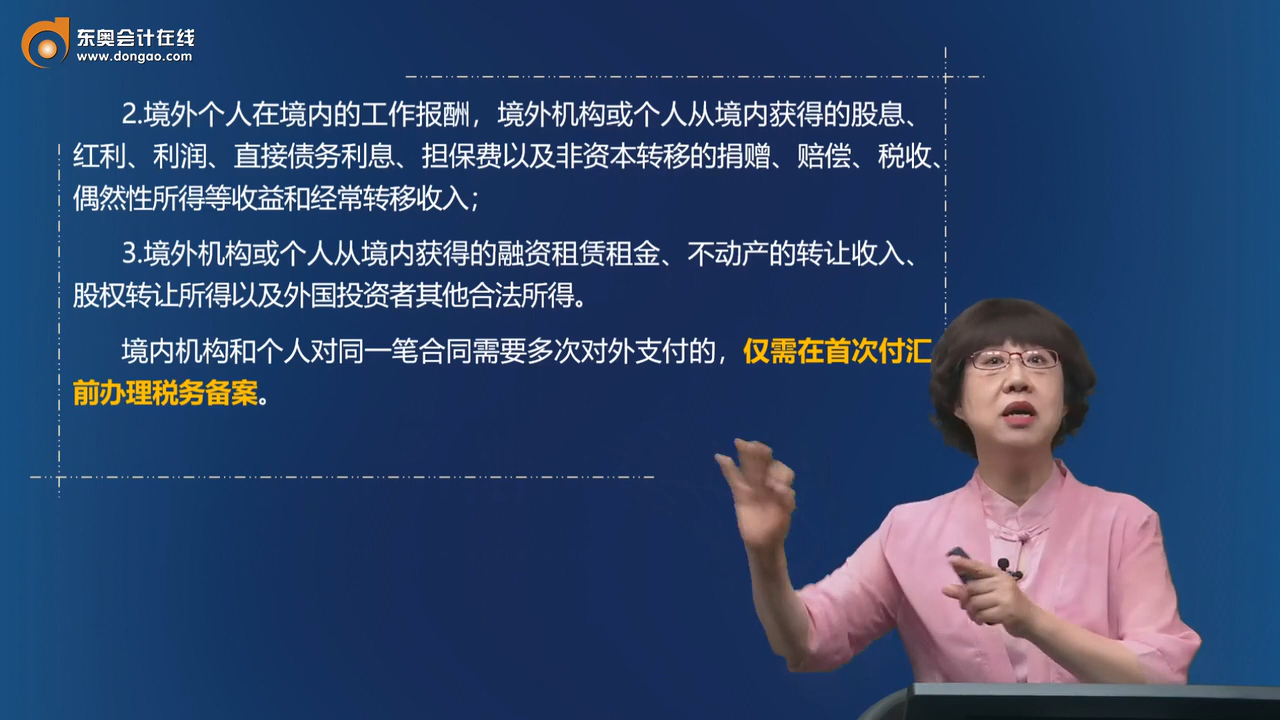 东奥会计在线
www.dongao.com
2.境外个人在境内的工作报酬，境外机构或个人从境内获得的股息、
红利、利润、直接债务利息、担保费以及非资本转移的捐赠、赔偿、税收、
偶然性所得等收益和经常转移收入；
3.境外机构或个人从境内获得的融资租赁租金、不动产的转让收入、
股权转让所得以及外国投资者其他合法所得。
境内机构和个人对同一笔合同需要多次对外支付的，仅需在首次付汇
前办理税务备案。